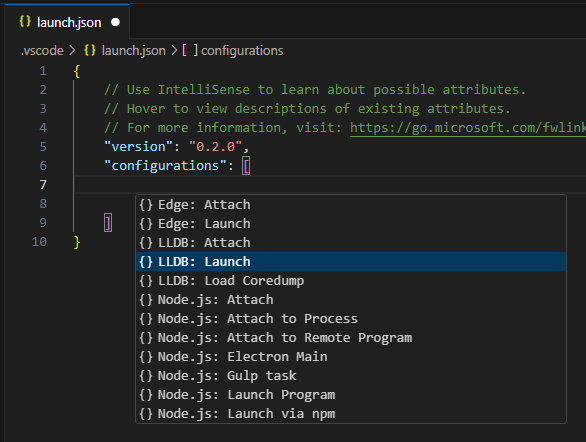 {} launch.json
.vscode > {} launch.json > [ ] configurations
1 {
2 // Use IntelliSense to learn about possible attributes.
3 // Hover to view descriptions of existing attributes.
4 // For more information, visit: https://go.microsoft.com/fwlink
5 "version": "0.2.0",
6 "configurations": [
7
8 {} Edge: Attach
{} Edge: Launch
9 ]
{} LLDB: Attach
10 }
{} LLDB: Launch
{} LLDB: Load Coredump
{} Node.js: Attach
{} Node.js: Attach to Process
{} Node.js: Attach to Remote Program
{} Node.js: Electron Main
{} Node.js: Gulp task
{} Node.js: Launch Program
{} Node.js: Launch via npm